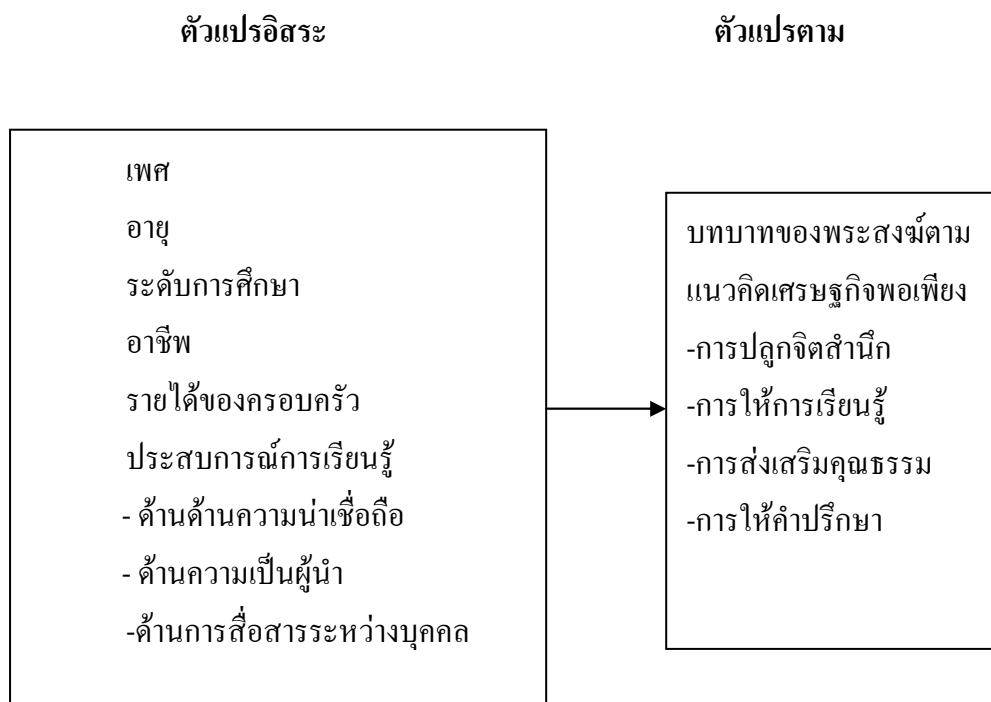 ตัวแปรอิสระ
ตัวแปรตาม
เพศ
อายุ
ระดับการศึกษา
อาชีพ
รายได้ของครอบครัว
ประสบการณ์การเรียนรู้
- ด้านด้านความน่าเชื่อถือ
- ด้านความเป็นผู้นำ
-ด้านการสื่อสารระหว่างบุคคล
บทบาทของพระสงฆ์ตาม
แนวคิดเศรษฐกิจพอเพียง
-การปลูกจิตสำนึก
-การให้การเรียนรู้
-การส่งเสริมคุณธรรม
-การให้คำปรึกษา